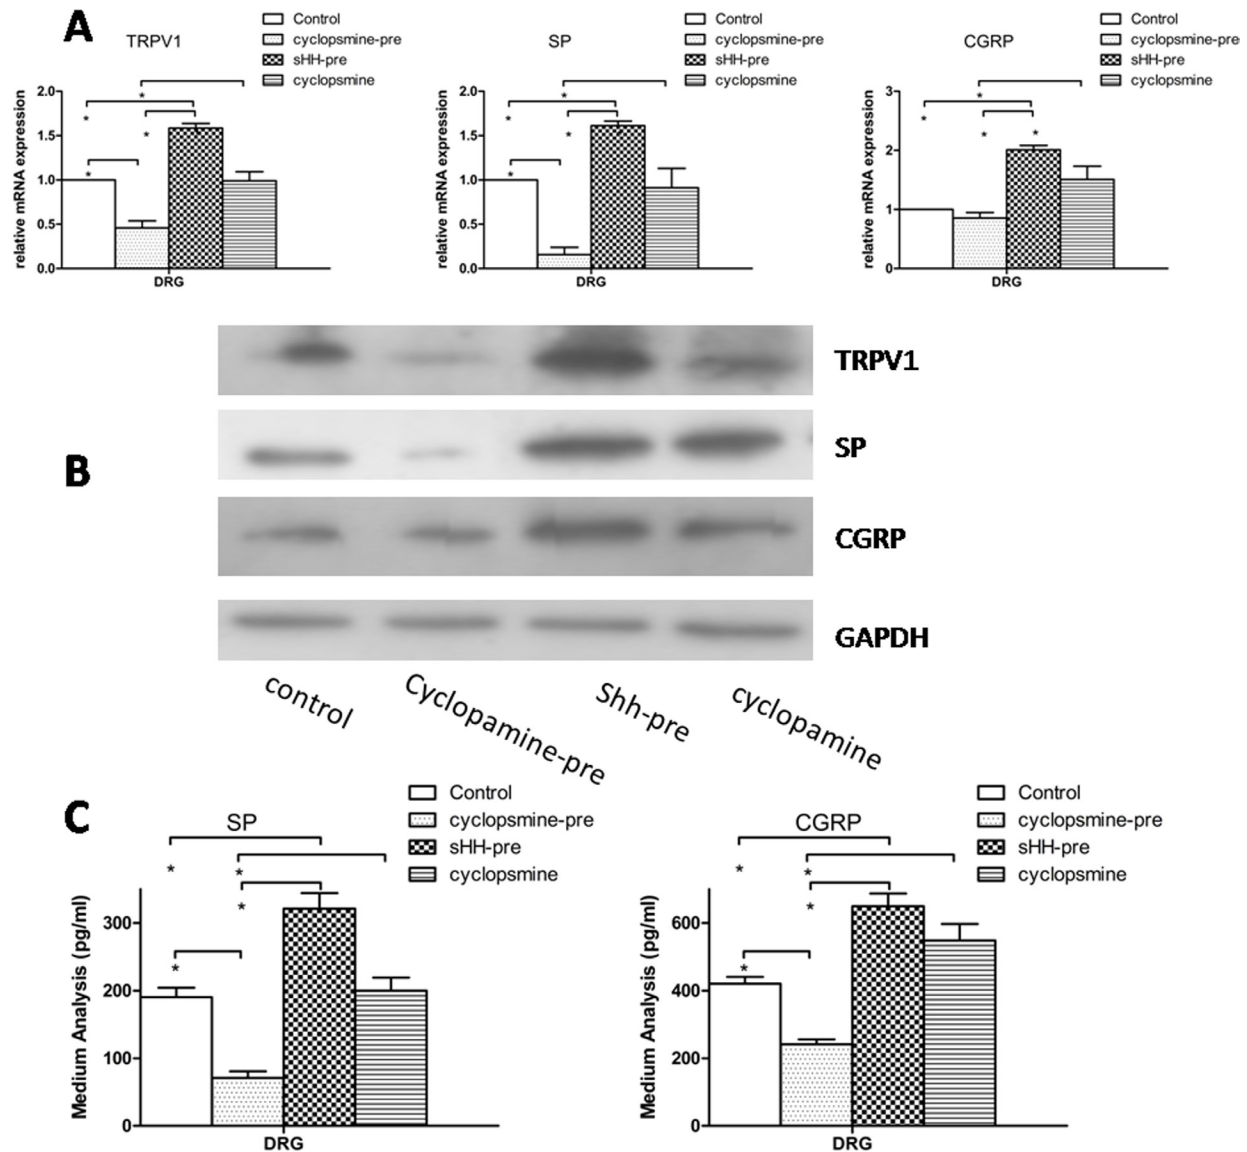 A
TRPV1
Control
cyclopsmine-pre
sHH-pre
cyclopsmine
relative mRNA expression
2.0
1.5
1.0
0.5
0.0
*
*
*
*
DRG
SP
Control
cyclopsmine-pre
sHH-pre
cyclopsmine
relative mRNA expression
2.0
1.5
1.0
0.5
0.0
*
*
*
*
DRG
CGRP
Control
cyclopsmine-pre
sHH-pre
cyclopsmine
relative mRNA expression
3
2
1
0
*
*
*
*
DRG
B
TRPV1
SP
CGRP
GAPDH
control
Cyclopamine-pre
Shh-pre
cyclopamine
C
SP
Control
cyclopsmine-pre
sHH-pre
cyclopsmine
Medium Analysis (pg/ml)
300
200
100
0
*
*
*
*
DRG
CGRP
Control
cyclopsmine-pre
sHH-pre
cyclopsmine
Medium Analysis (pg/ml)
600
400
200
0
*
*
*
*
DRG